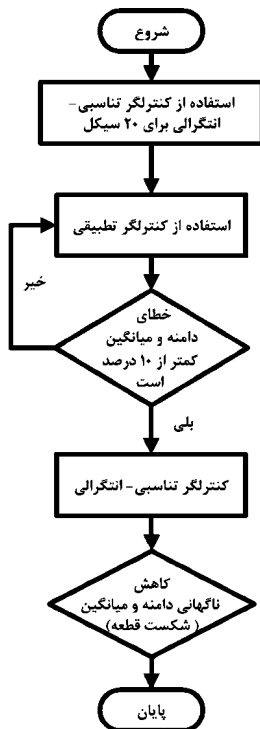 شروع
استفاده از کنترلگر تناسبی-
انتگرالی برای ۲۰ سیکل
استفاده از کنترلگر تطبیقی
خیر
خطای
دامنه و میانگین
کمتر از ۱۰ درصد
است
بلی
کنترلگر تناسبی- انتگرالی
کاهش
ناگهانی دامنه و میانگین
(شکست قطعه)
پایان